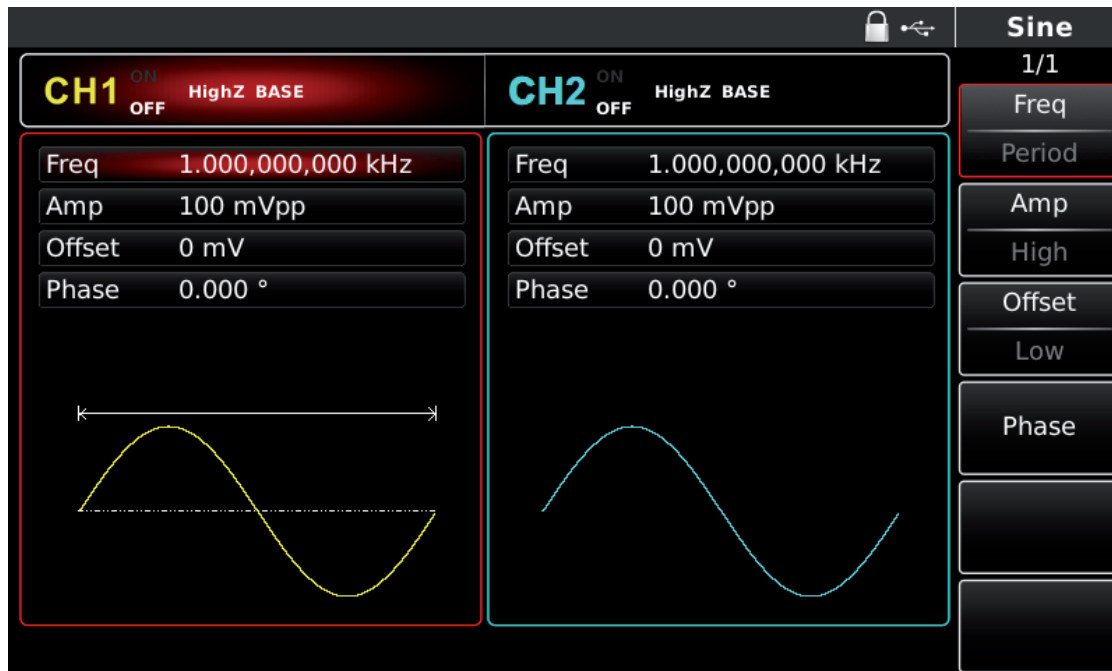 Sine
1/1
CH1 ON OFF HighZ BASE
CH2 ON OFF HighZ BASE
Freq 1.000,000,000 kHz
Amp 100 mVpp
Offset 0 mV
Phase 0.000 °
Freq 1.000,000,000 kHz
Amp 100 mVpp
Offset 0 mV
Phase 0.000 °
Freq
Period
Amp
High
Offset
Low
Phase